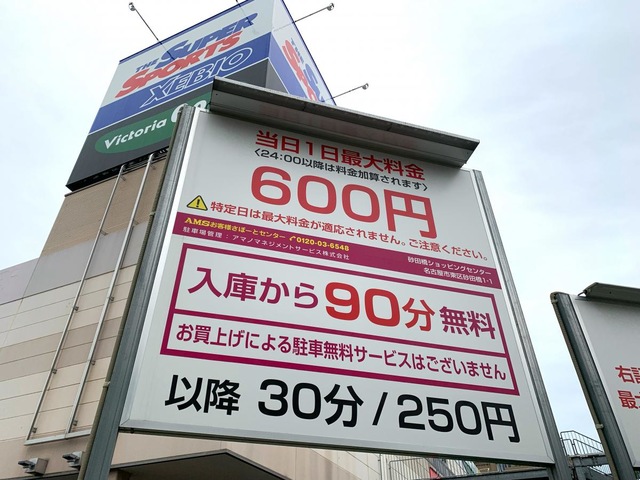 THE SUPER
SPORTS
XEBIO
Victoria
当日1日最大料金
〈24:00以降は料金加算されます〉
600円
特定日は最大料金が適応されません。ご注意ください。
AMSお客様さぽーとセンター 0120-03-6548
駐車場管理：アマノマネジメントサービス株式会社
砂田橋ショッピングセンター
名古屋市東区砂田橋1-1
入庫から90分無料
お買上げによる駐車無料サービスはございません
以降 30分/250円
右記
最大